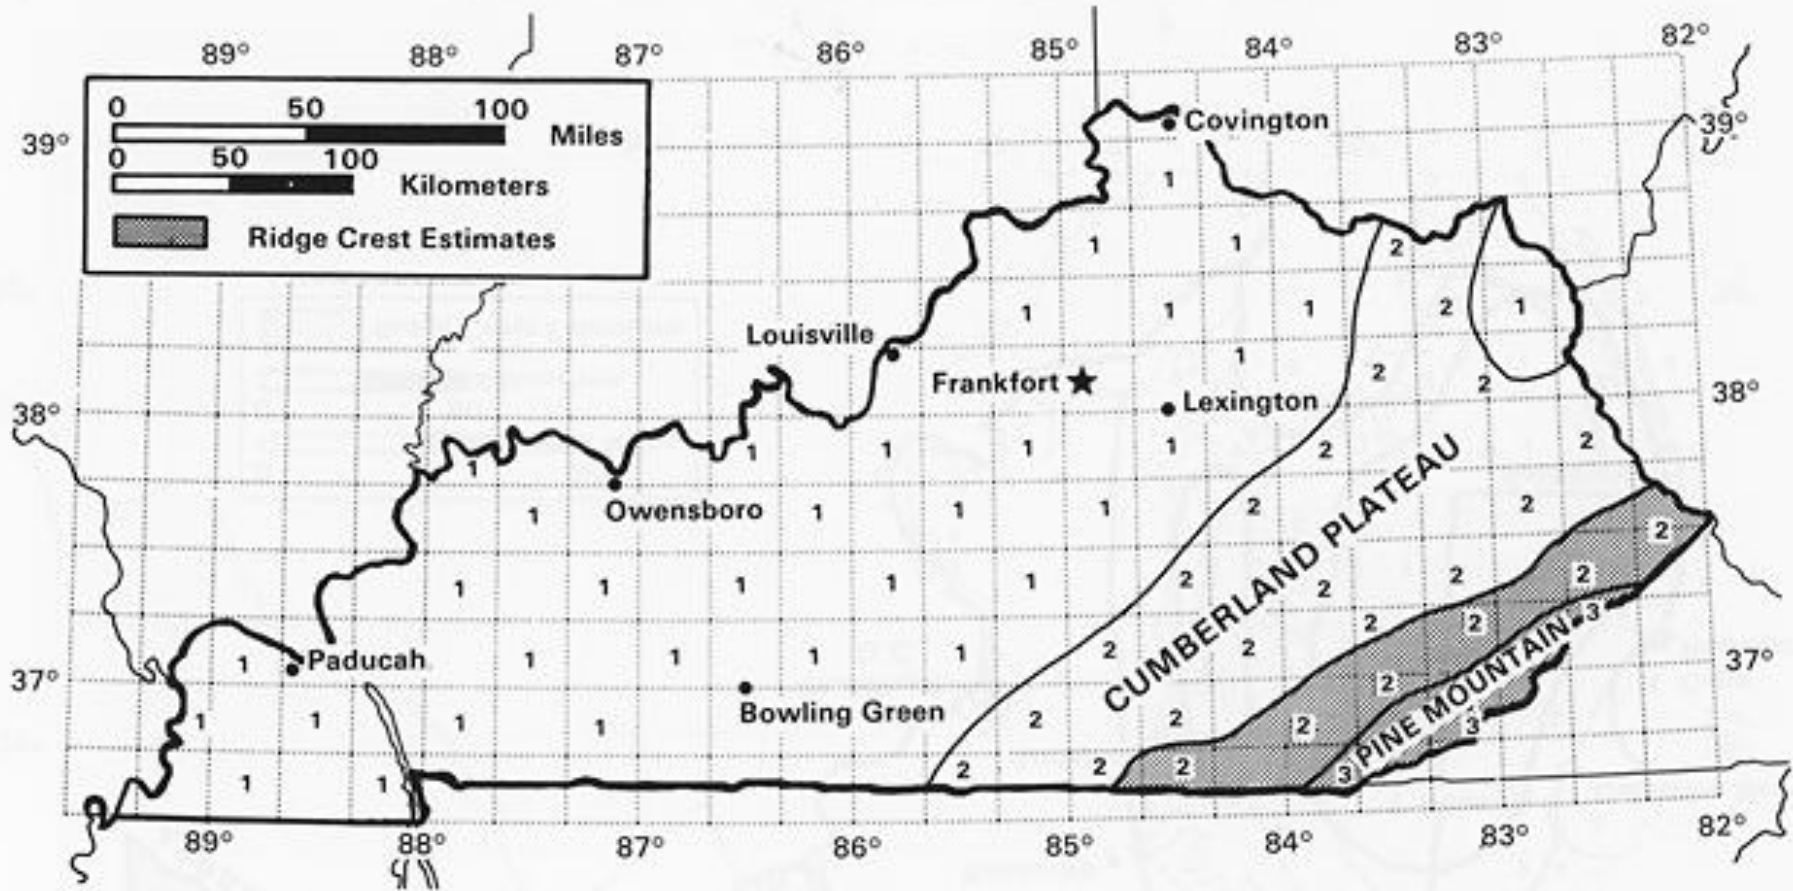 89° 88° 87° 86° 85° 84° 83° 82°
0 50 100
Miles
0 50 100
Kilometers
Ridge Crest Estimates
39° 39°
Covington
1
1 1 2
1 1 1 2 1
Louisville
1
Frankfort
2 2
38° 38°
Lexington
1 1 1 1 1 2 2
CUMBERLAND PLATEAU
Owensboro
1 1 1 1 2 2 2
1 1 1 1 1 2 2 2 2
3
2 2
PINE MOUNTAIN
Paducah
1 1 1 1 1 1 2 2
37° 37°
2
Bowling Green
1 1 1 1 2 2 2 3
1 1 2 2 2 3
89° 88° 87° 86° 85° 84° 83° 82°